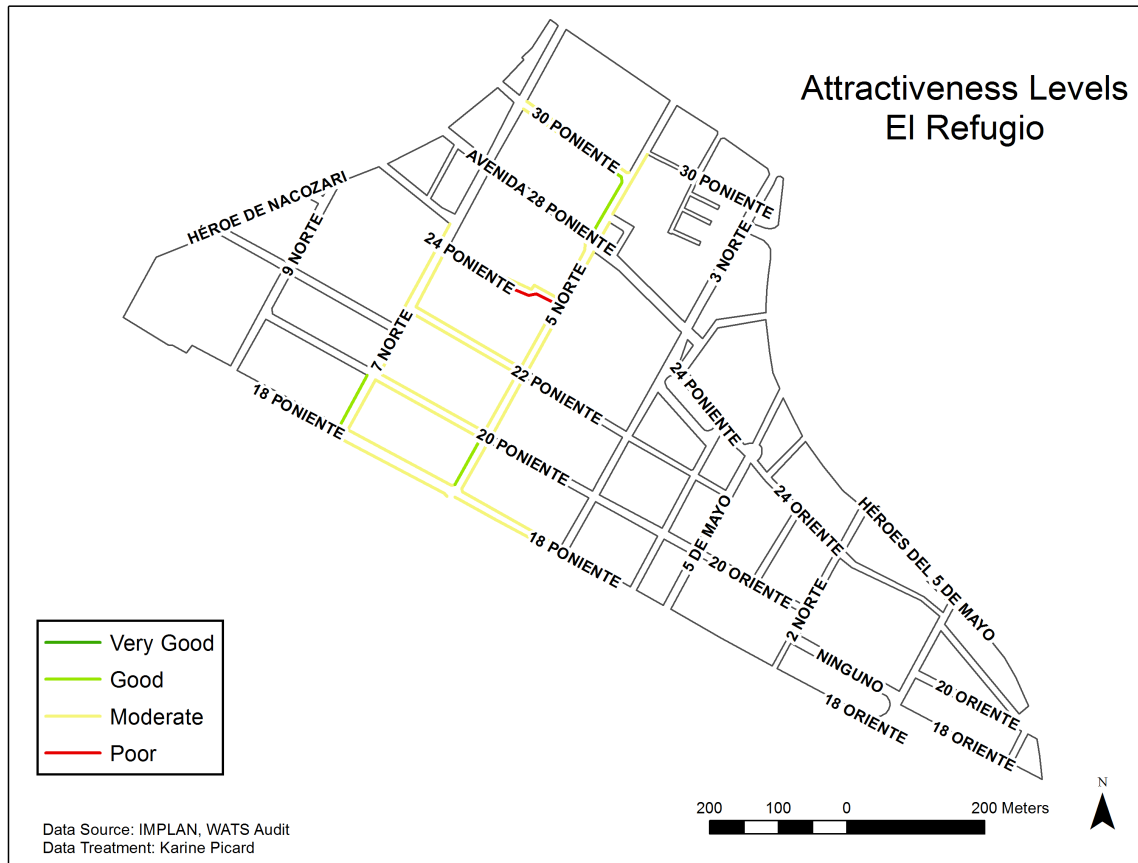 Attractiveness Levels
El Refugio
30 PONIENTE
AVENIDA 28 PONIENTE
30 PONIENTE
HÉROE DE NACOZARI
9 NORTE
24 PONIENTE
3 NORTE
5 NORTE
7 NORTE
22 PONIENTE
24 PONIENTE
18 PONIENTE
20 PONIENTE
24 ORIENTE
HÉROES DEL 5 DE MAYO
5 DE MAYO
18 PONIENTE
20 ORIENTE
2 NORTE
NINGUNO
20 ORIENTE
18 ORIENTE
18 ORIENTE
Very Good
Good
Moderate
Poor
N
200 100 0 200 Meters
Data Source: IMPLAN, WATS Audit
Data Treatment: Karine Picard